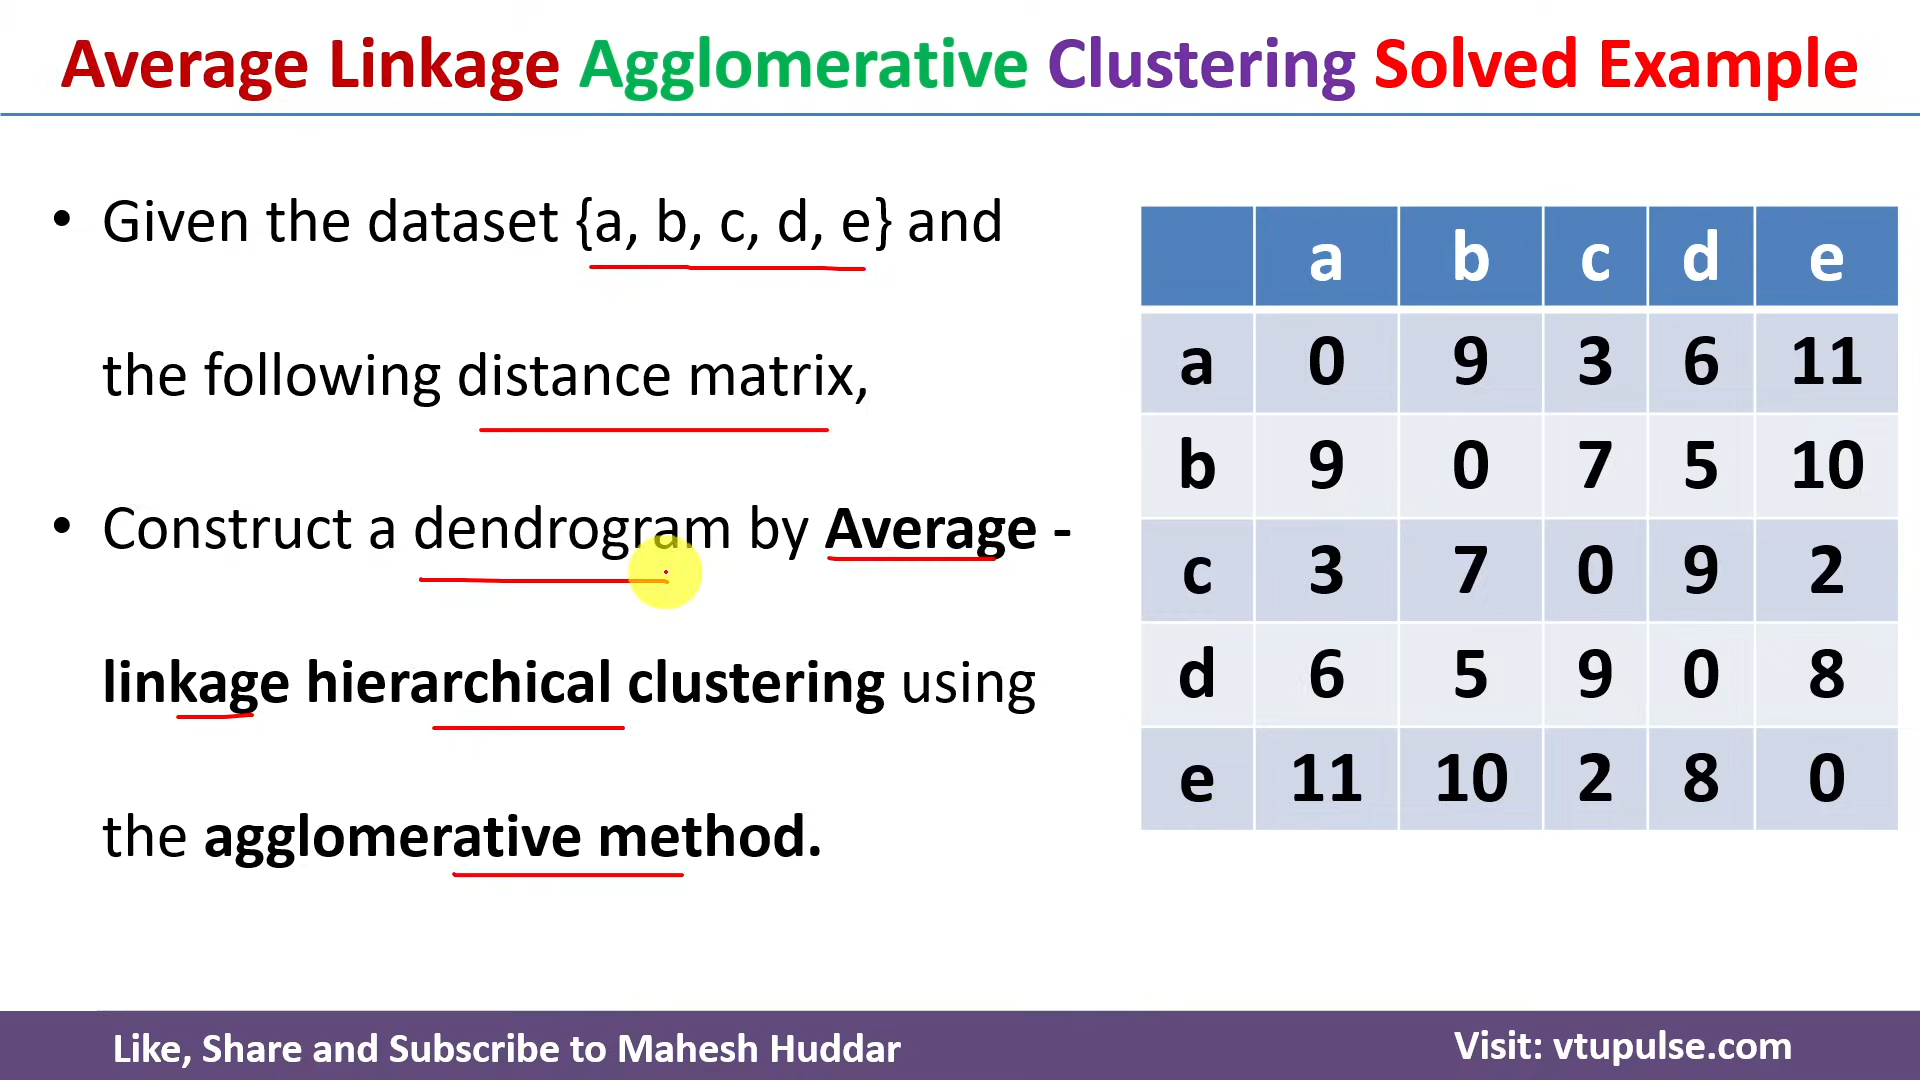 Average Linkage Agglomerative Clustering Solved Example
• Given the dataset {a, b, c, d, e} and
the following distance matrix,
• Construct a dendrogram by Average -
linkage hierarchical clustering using
the agglomerative method.
a b c d e
a 0 9 3 6 11
b 9 0 7 5 10
c 3 7 0 9 2
d 6 5 9 0 8
e 11 10 2 8 0
Like, Share and Subscribe to Mahesh Huddar
Visit: vtupulse.com